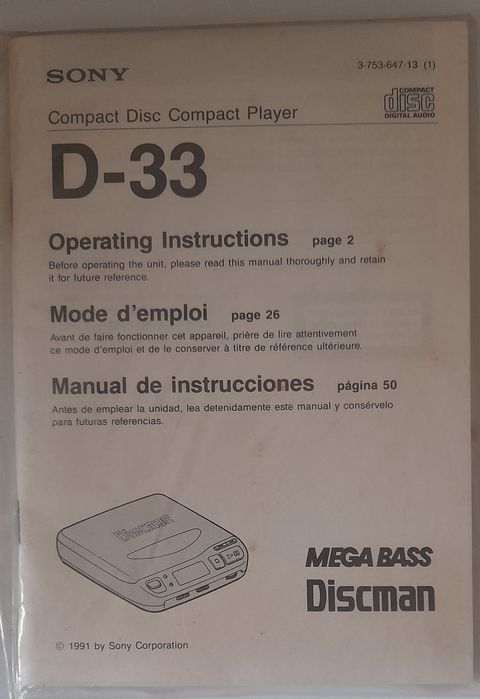 SONY
3-753-647-13 (1)
COMPACT
disc
DIGITAL AUDIO
Compact Disc Compact Player
D-33
Operating Instructions page 2
Before operating the unit, please read this manual thoroughly and retain
it for future reference.
Mode d'emploi page 26
Avant de faire fonctionner cet appareil, prière de lire attentivement
ce mode d'emploi et de le conserver à titre de référence ultérieure.
Manual de instrucciones página 50
Antes de emplear la unidad, lea detenidamente este manual y consérvelo
para futuras referencias.
Discman
MEGA BASS
Discman
© 1991 by Sony Corporation